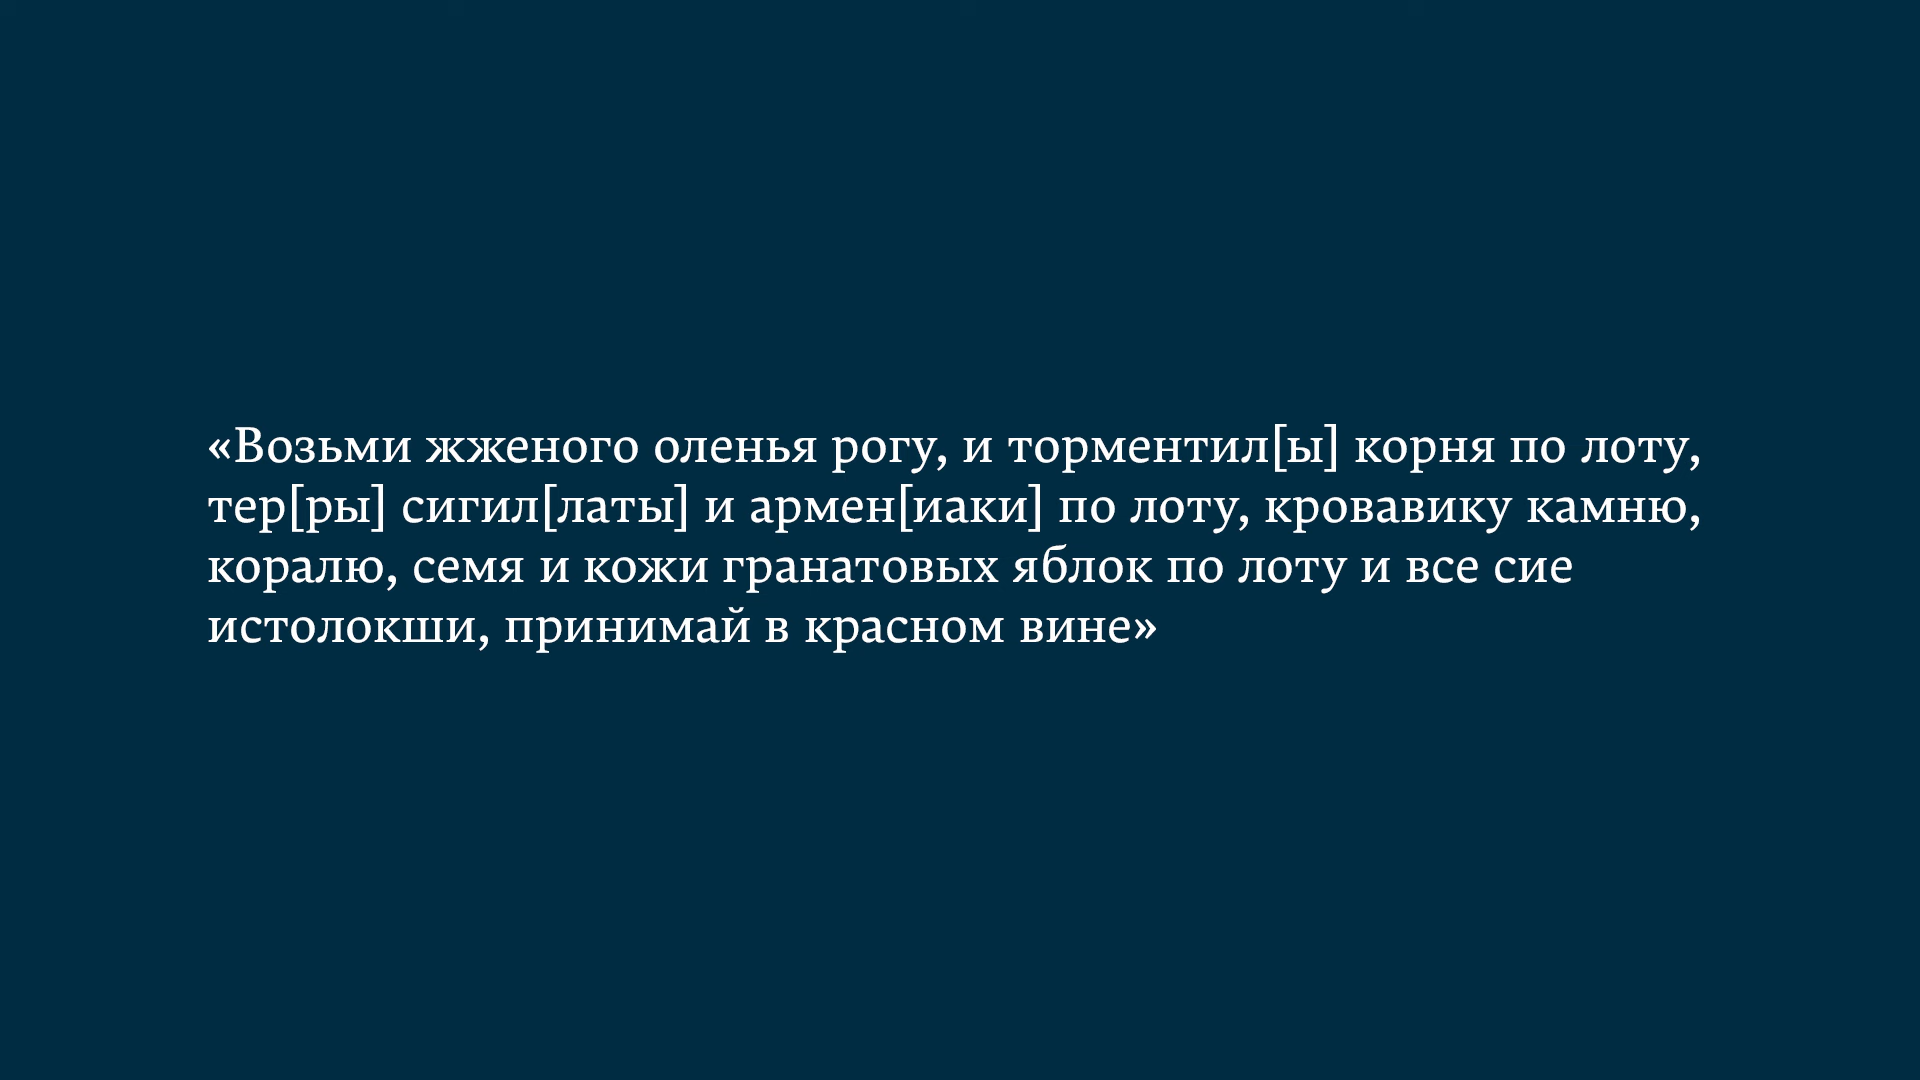 «Возьми жженого оленья рогу, и торментил[ы] корня по лоту,
тер[ры] сигил[латы] и армен[иаки] по лоту, кровавику камню,
коралю, семя и кожи гранатовых яблок по лоту и все сие
истолокши, принимай в красном вине»